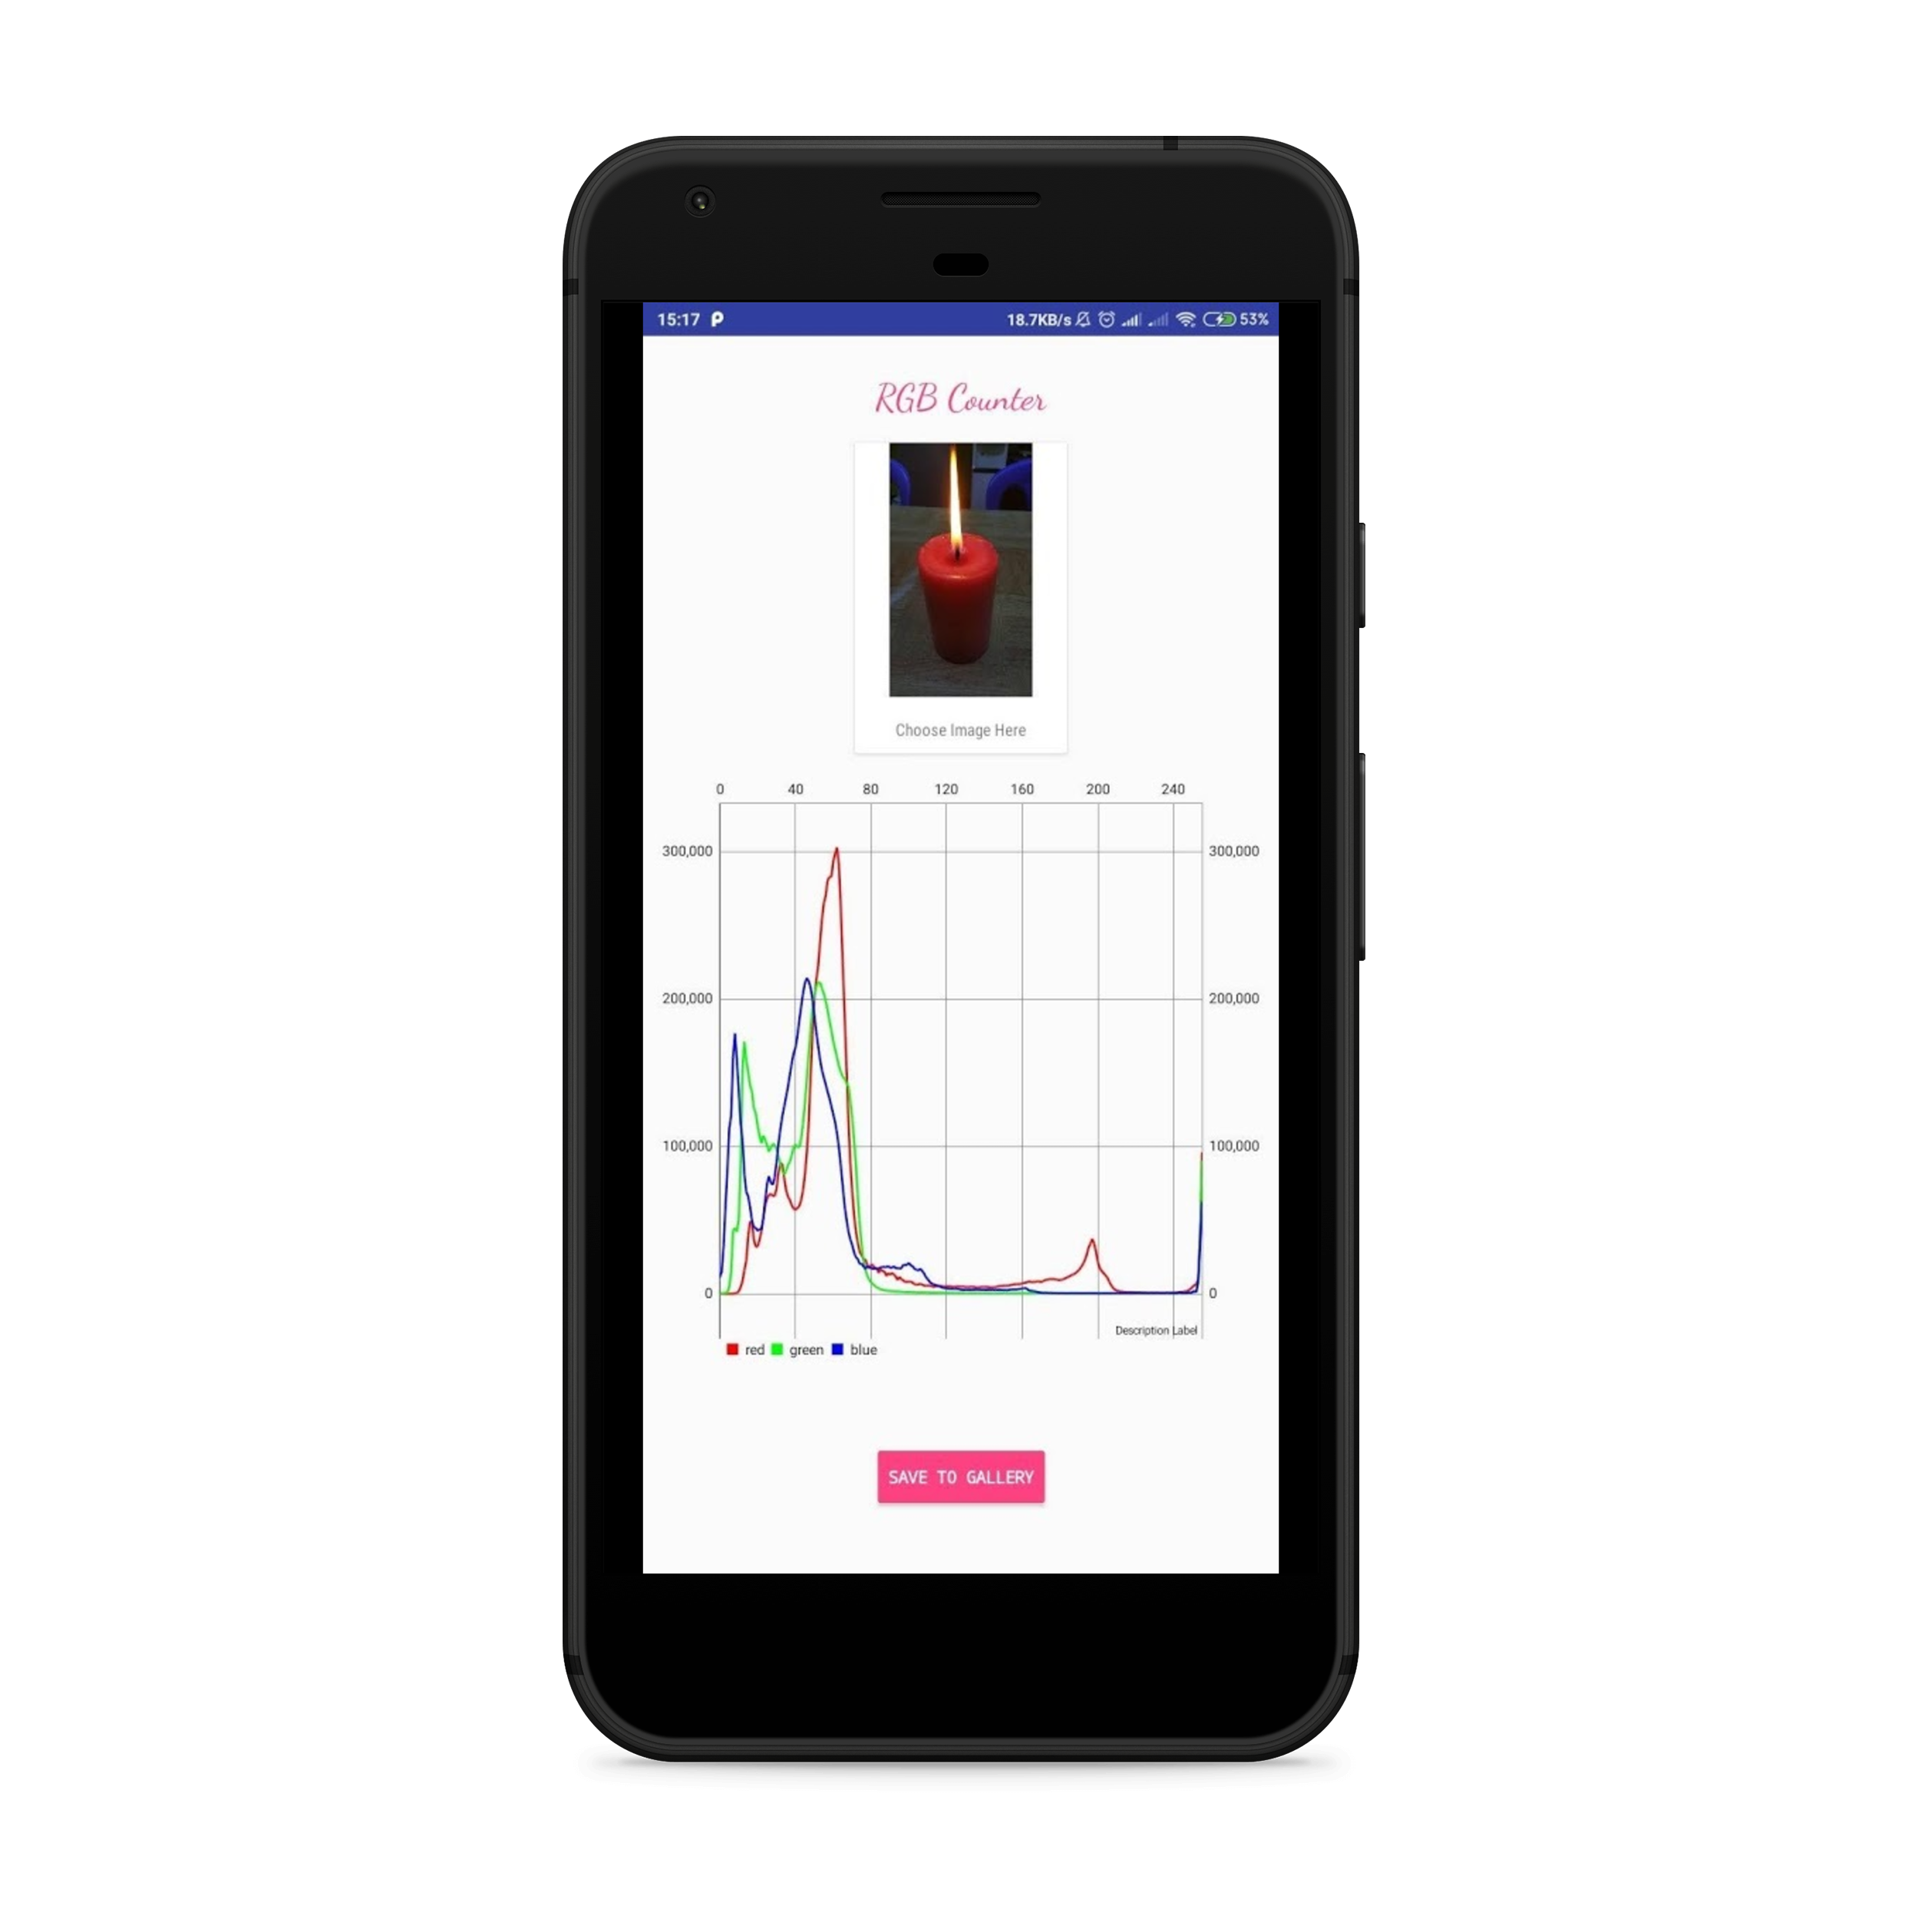 15:17 18.7KB/s 53%
RGB Counter
Choose Image Here
0 40 80 120 160 200 240
300,000 300,000
200,000 200,000
100,000 100,000
0 0
Description Label
red green blue
SAVE TO GALLERY